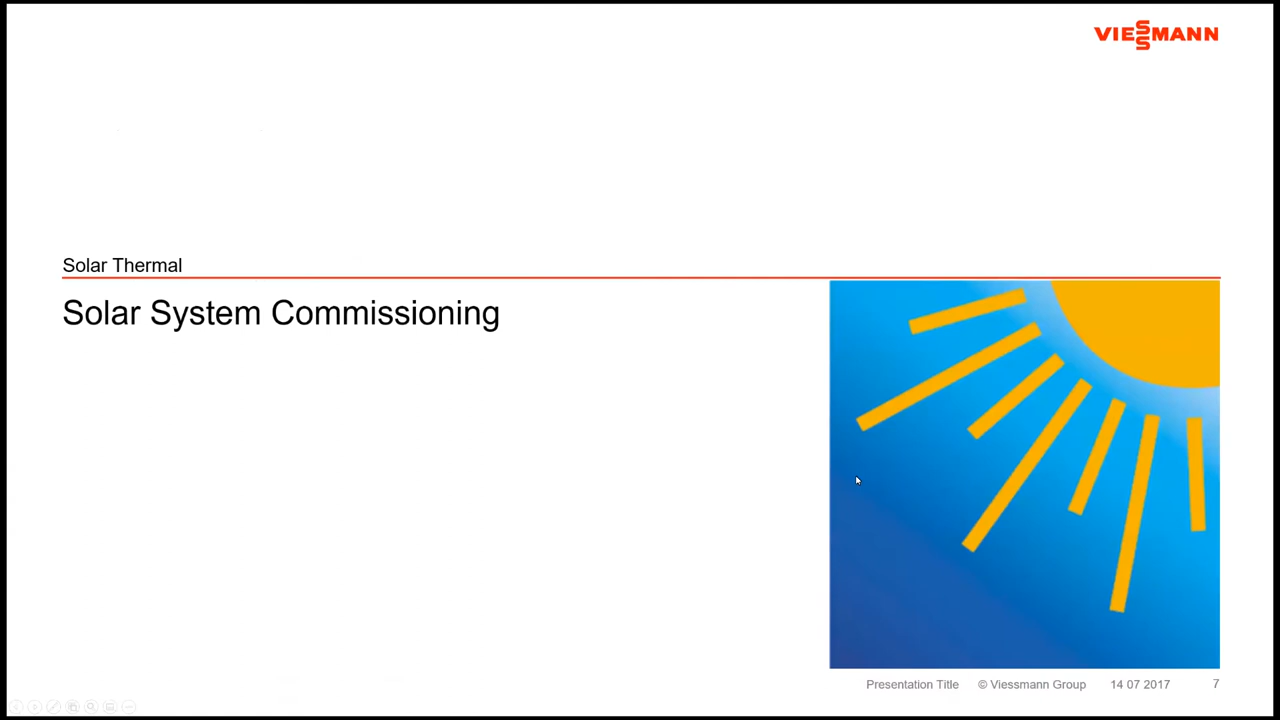 VIESSMANN
Solar Thermal
Solar System Commissioning
Presentation Title © Viessmann Group 14 07 2017 7